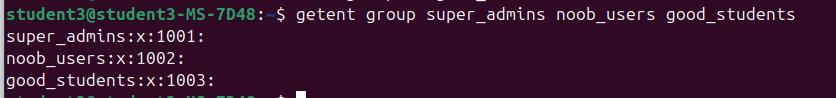 student3@student3-MS-7D48:~$ getent group super_admins noob_users good_students
super_admins:x:1001:
noob_users:x:1002:
good_students:x:1003: